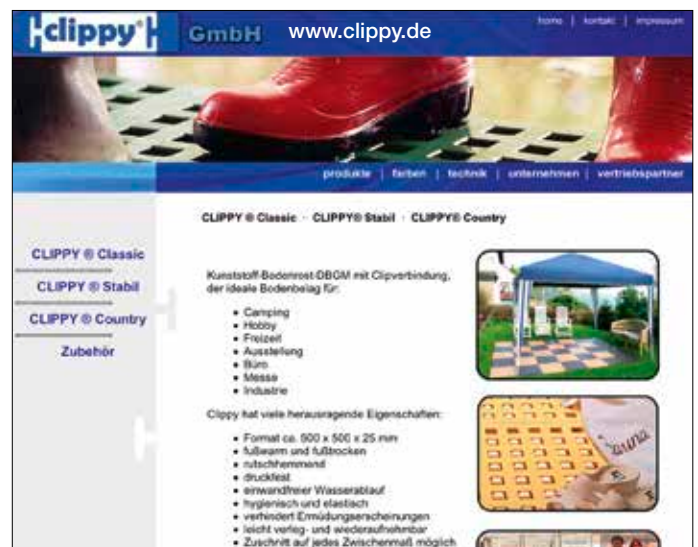 clippy® GmbH www.clippy.de
home | kontakt | impressum
produkte | farben | technik | unternehmen | vertriebspartner
CLIPPY ® Classic · CLIPPY® Stabil · CLIPPY® Country
CLIPPY ® Classic
CLIPPY ® Stabil
CLIPPY ® Country
Zubehör
Kunststoff-Bodenrost-DBGM mit Clipverbindung,
der ideale Bodenbelag für:
• Camping
• Hobby
• Freizeit
• Ausstellung
• Büro
• Messe
• Industrie
Clippy hat viele herausragende Eigenschaften:
• Format ca. 500 x 500 x 25 mm
• fußwarm und fußtrocken
• rutschhemmend
• druckfest
• einwandfreier Wasserablauf
• hygienisch und elastisch
• verhindert Ermüdungserscheinungen
• leicht verleg- und wiederaufnehmbar
• Zuschnitt auf jedes Zwischenmaß möglich
Sauna